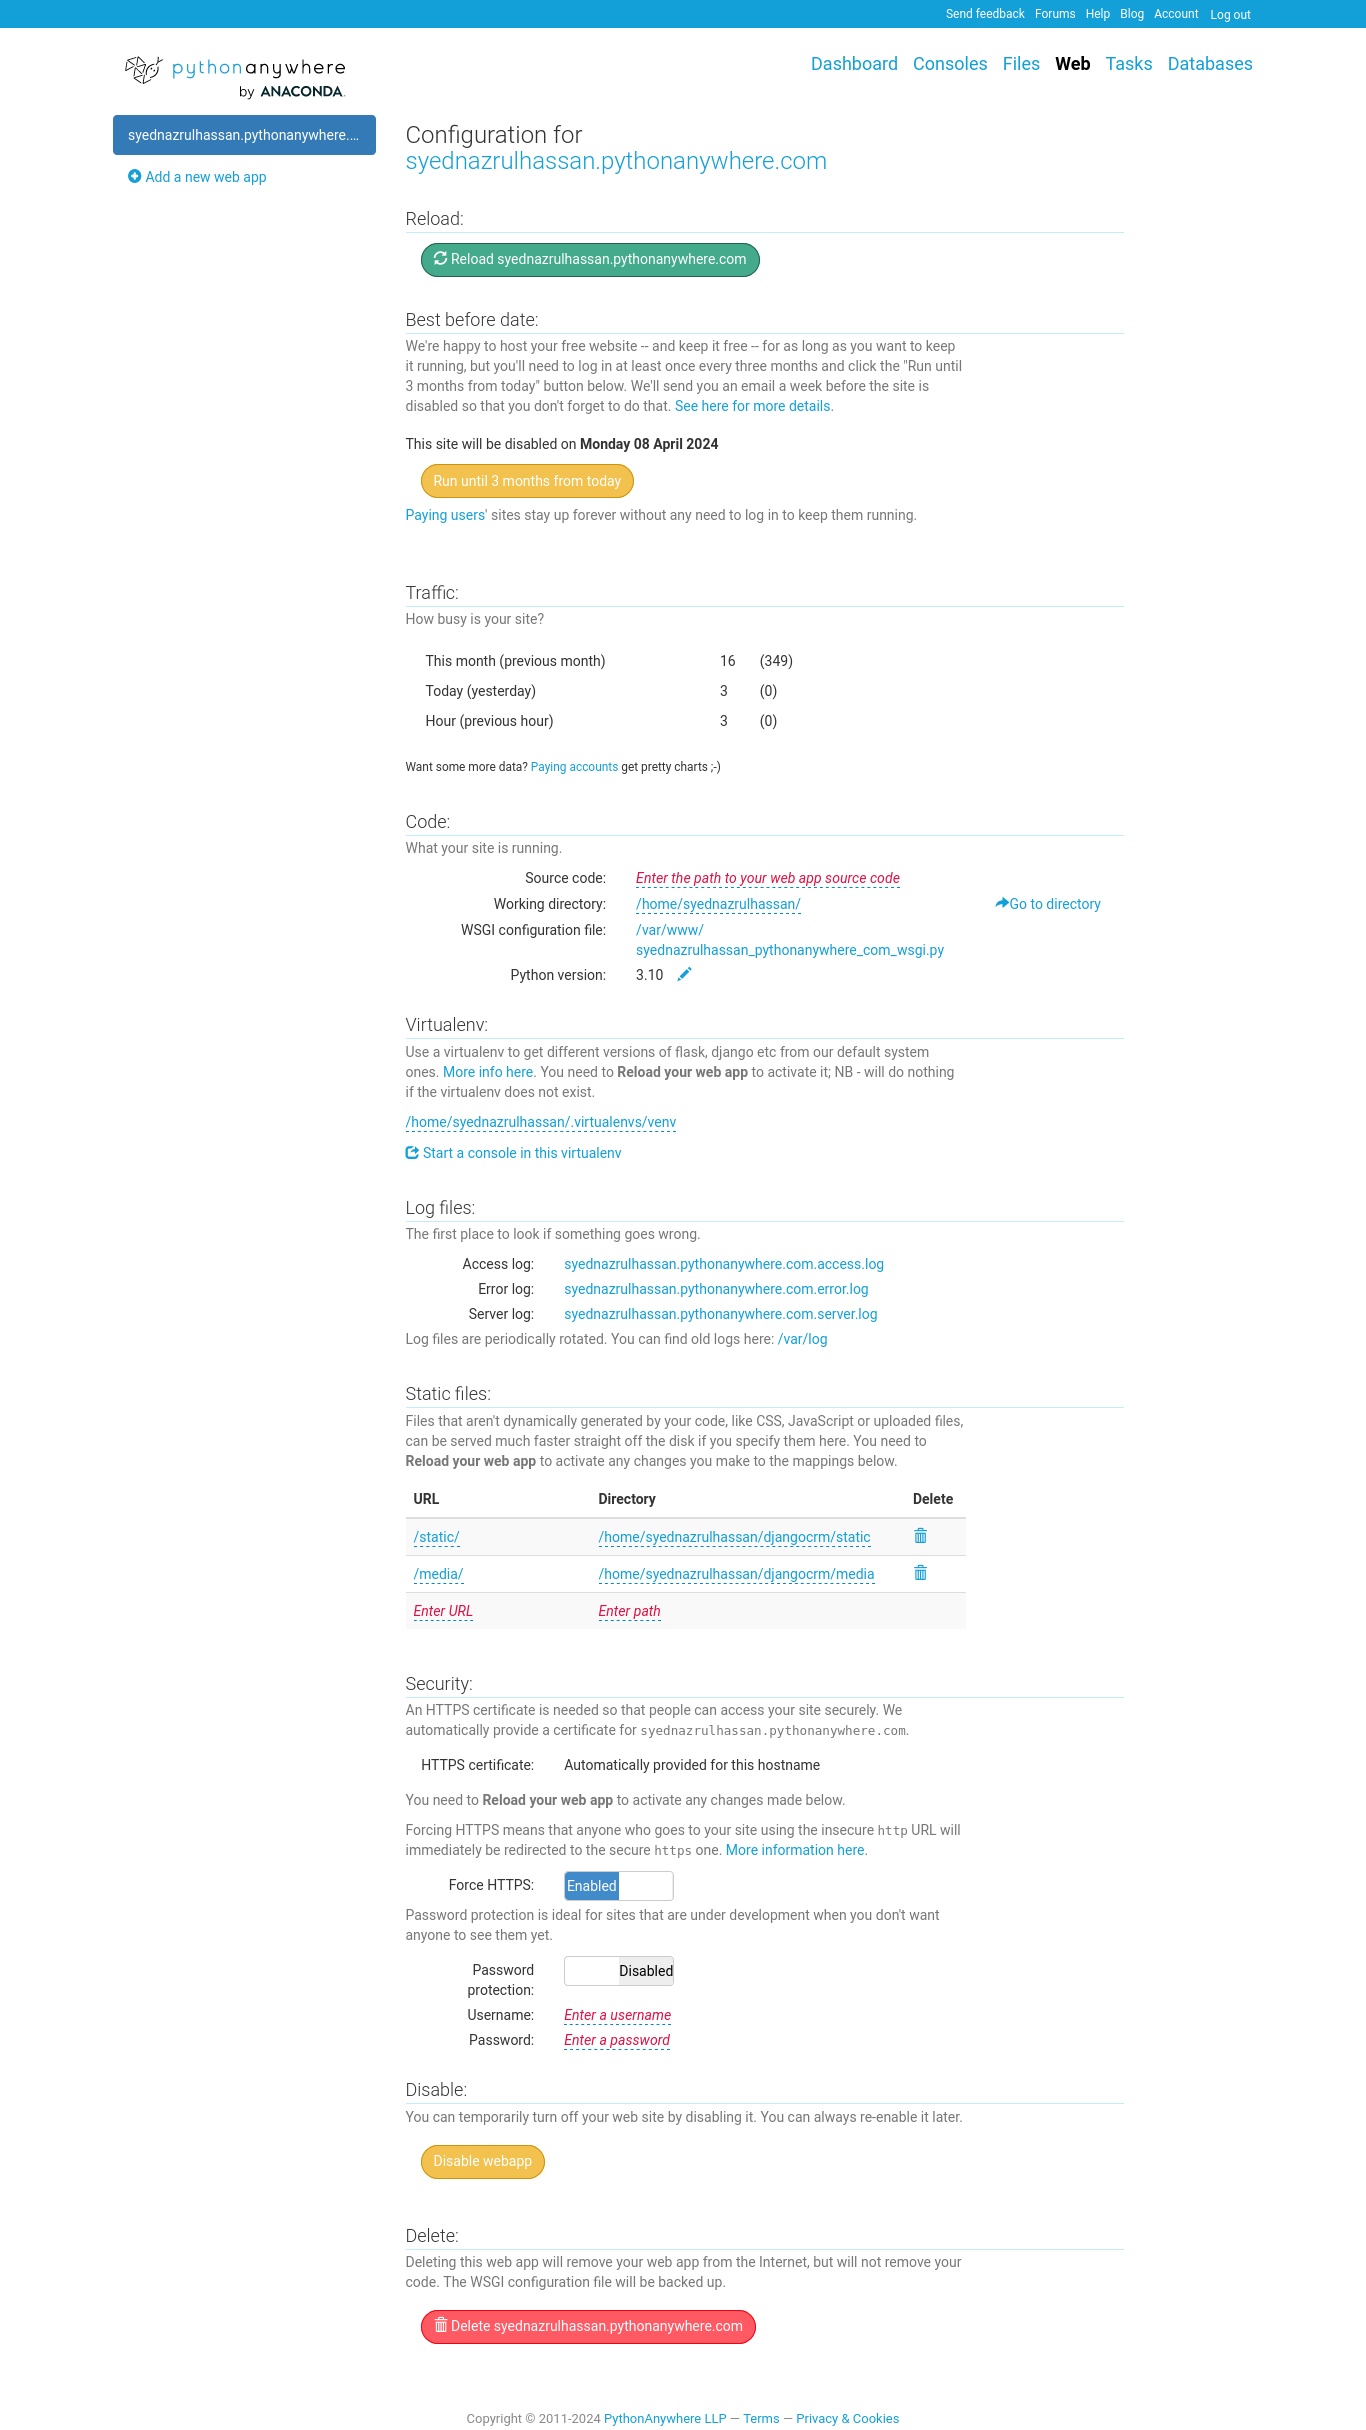 Send feedback Forums Help Blog Account Log out
pythonanywhere
by ANACONDA.
Dashboard Consoles Files Web Tasks Databases
syednazrulhassan.pythonanywhere....
Add a new web app
Configuration for
syednazrulhassan.pythonanywhere.com
Reload:
Reload syednazrulhassan.pythonanywhere.com
Best before date:
We're happy to host your free website -- and keep it free -- for as long as you want to keep
it running, but you'll need to log in at least once every three months and click the "Run until
3 months from today" button below. We'll send you an email a week before the site is
disabled so that you don't forget to do that. See here for more details.
This site will be disabled on Monday 08 April 2024
Run until 3 months from today
Paying users' sites stay up forever without any need to log in to keep them running.
Traffic:
How busy is your site?
This month (previous month) 16 (349)
Today (yesterday) 3 (0)
Hour (previous hour) 3 (0)
Want some more data? Paying accounts get pretty charts ;-)
Code:
What your site is running.
Source code: Enter the path to your web app source code
Working directory: /home/syednazrulhassan/ Go to directory
WSGI configuration file: /var/www/
syednazrulhassan_pythonanywhere_com_wsgi.py
Python version: 3.10
Virtualenv:
Use a virtualenv to get different versions of flask, django etc from our default system
ones. More info here. You need to Reload your web app to activate it; NB - will do nothing
if the virtualenv does not exist.
/home/syednazrulhassan/.virtualenvs/venv
Start a console in this virtualenv
Log files:
The first place to look if something goes wrong.
Access log: syednazrulhassan.pythonanywhere.com.access.log
Error log: syednazrulhassan.pythonanywhere.com.error.log
Server log: syednazrulhassan.pythonanywhere.com.server.log
Log files are periodically rotated. You can find old logs here: /var/log
Static files:
Files that aren't dynamically generated by your code, like CSS, JavaScript or uploaded files,
can be served much faster straight off the disk if you specify them here. You need to
Reload your web app to activate any changes you make to the mappings below.
URL Directory Delete
/static/ /home/syednazrulhassan/djangocrm/static
/media/ /home/syednazrulhassan/djangocrm/media
Enter URL Enter path
Security:
An HTTPS certificate is needed so that people can access your site securely. We
automatically provide a certificate for syednazrulhassan.pythonanywhere.com.
HTTPS certificate: Automatically provided for this hostname
You need to Reload your web app to activate any changes made below.
Forcing HTTPS means that anyone who goes to your site using the insecure http URL will
immediately be redirected to the secure https one. More information here.
Force HTTPS: Enabled
Password protection is ideal for sites that are under development when you don't want
anyone to see them yet.
Password Disabled
protection:
Username: Enter a username
Password: Enter a password
Disable:
You can temporarily turn off your web site by disabling it. You can always re-enable it later.
Disable webapp
Delete:
Deleting this web app will remove your web app from the Internet, but will not remove your
code. The WSGI configuration file will be backed up.
Delete syednazrulhassan.pythonanywhere.com
Copyright © 2011-2024 PythonAnywhere LLP — Terms — Privacy & Cookies